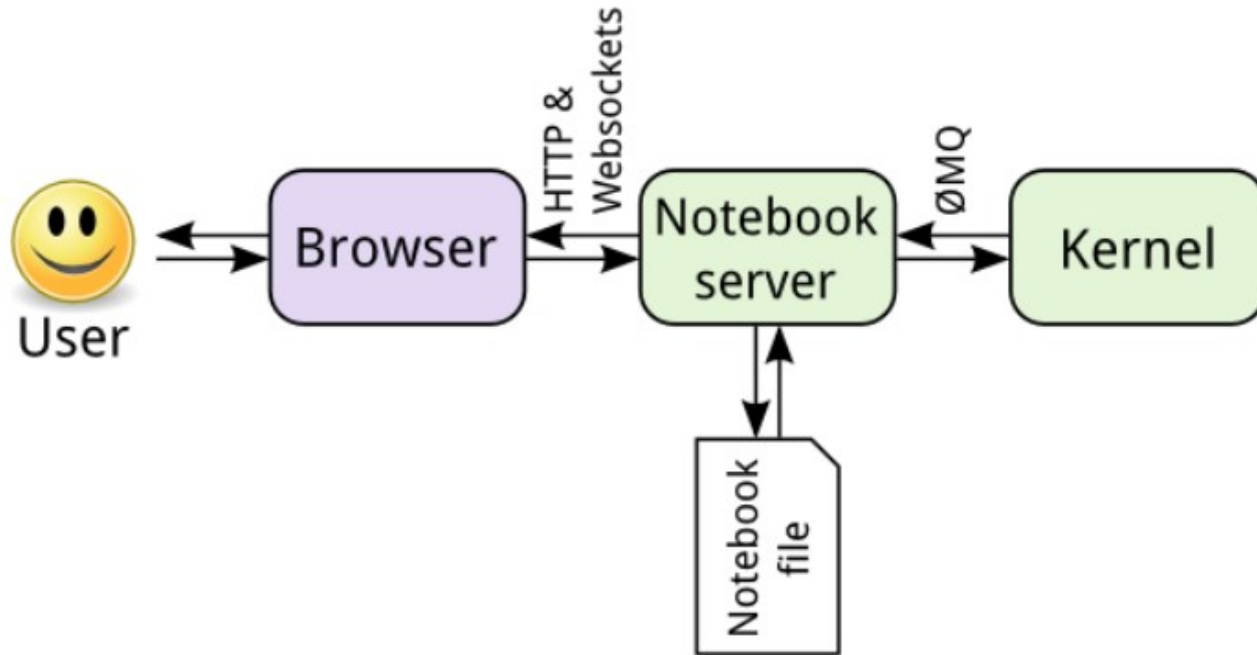 User
Browser
HTTP &
Websockets
Notebook
server
ØMQ
Kernel
Notebook
file